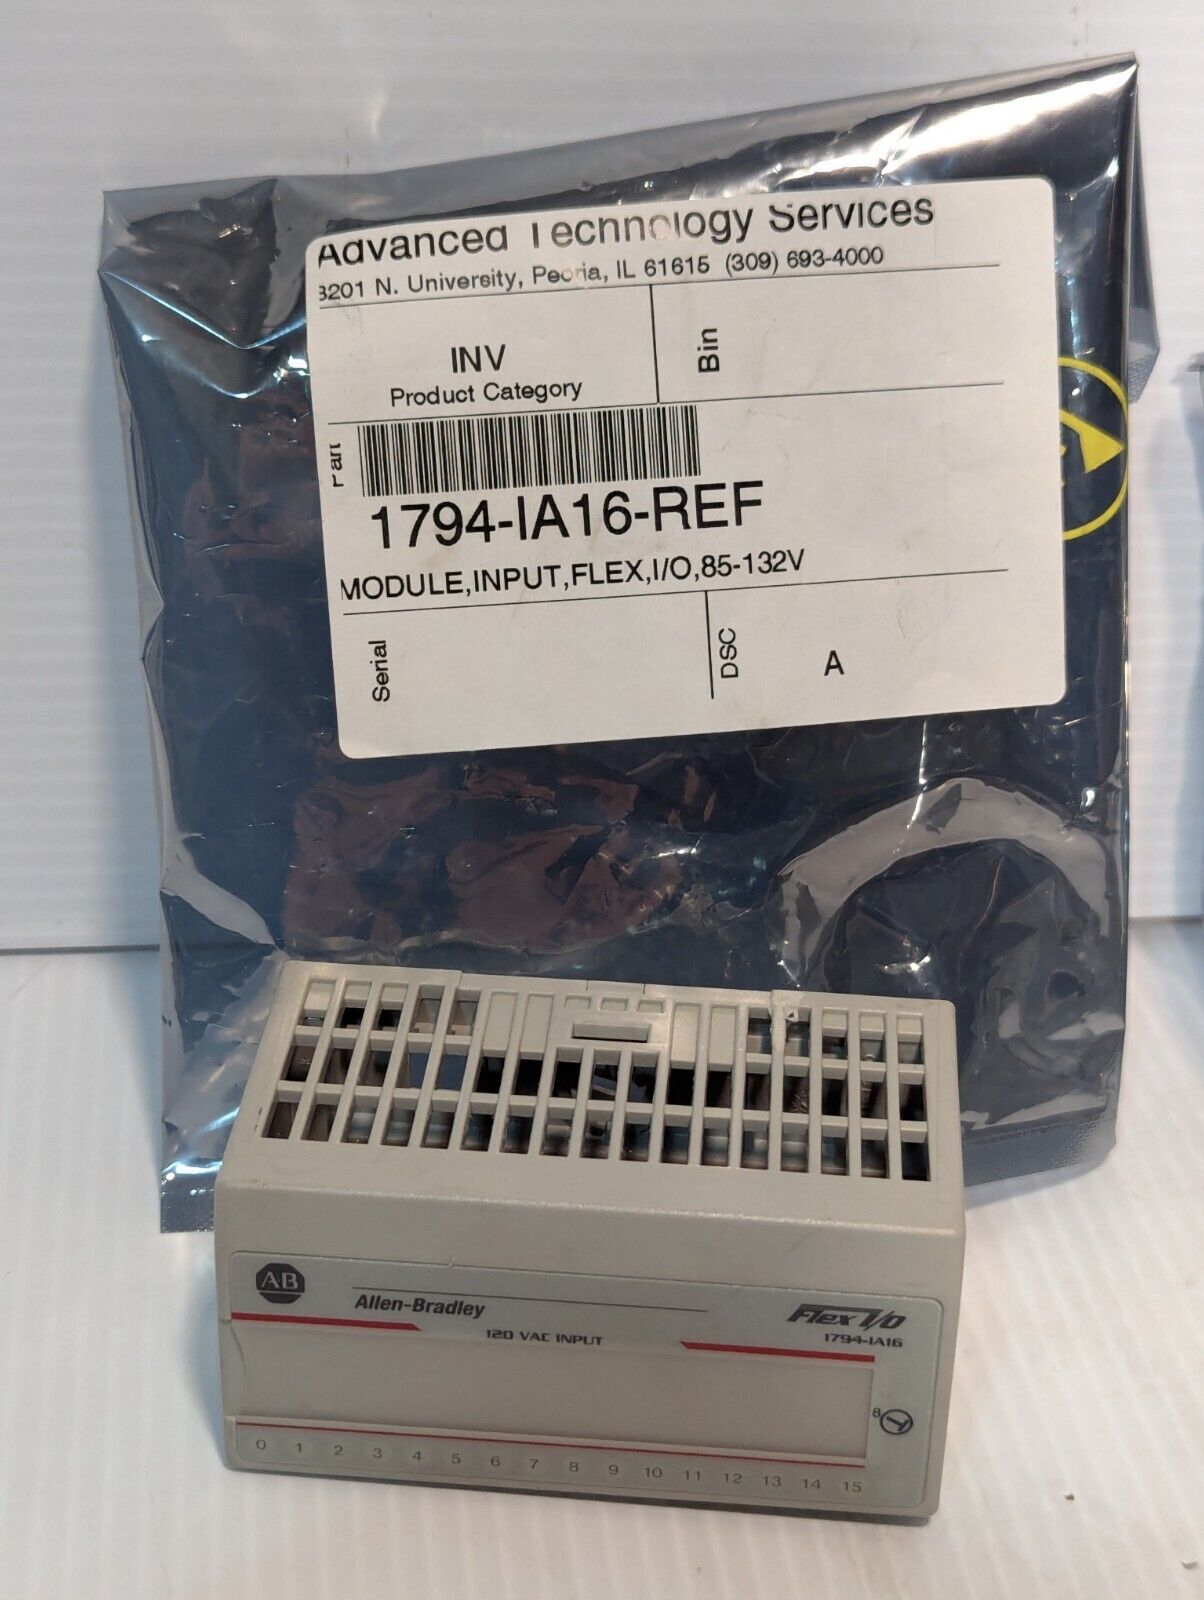 Advanced Technology Services
3201 N. University, Peoria, IL 61615 (309) 693-4000
INV
Product Category
Bin
Part
1794-IA16-REF
MODULE,INPUT,FLEX,I/O,85-132V
Serial
DSC
A
AB
Allen-Bradley
Flex I/O
120 VAC INPUT
1794-IA16
8
0 1 2 3 4 5 6 7 8 9 10 11 12 13 14 15